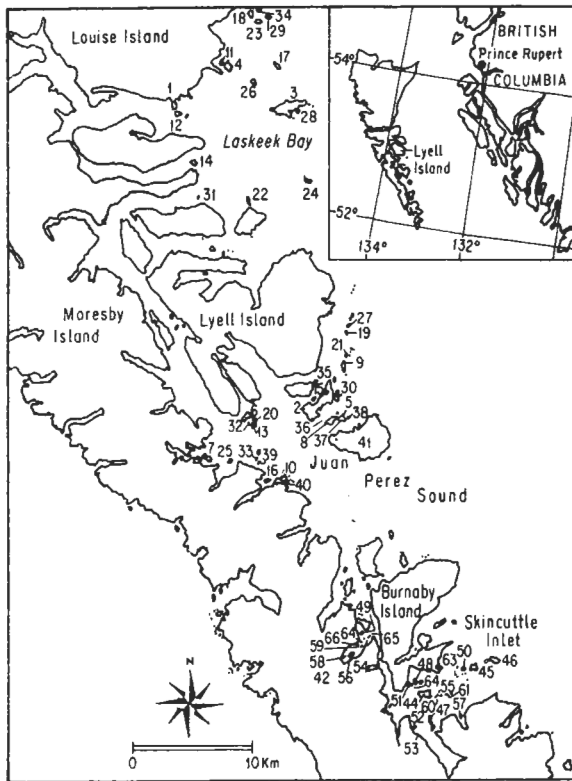 18 34
23 29
Louise Island
11
4 17
1
26 3
12 28
Laskeek Bay
14
24
31 22
BRITISH
54° Prince Rupert
COLUMBIA
Lyell
Island
52°
134° 132°
Moresby
Island
Lyell Island
27
19
21
9
35
30
2 5
20 38
32 36
13 8 37 41
7 25 33 39
Juan
16 10
40
Perez
Sound
Burnaby
Island
49
Skincuttle
Inlet
66 64 65
59
58 54
42 56
50
48 63 46
45
64 55 61
51 44 60 57
52 47
53
N
0 10 Km